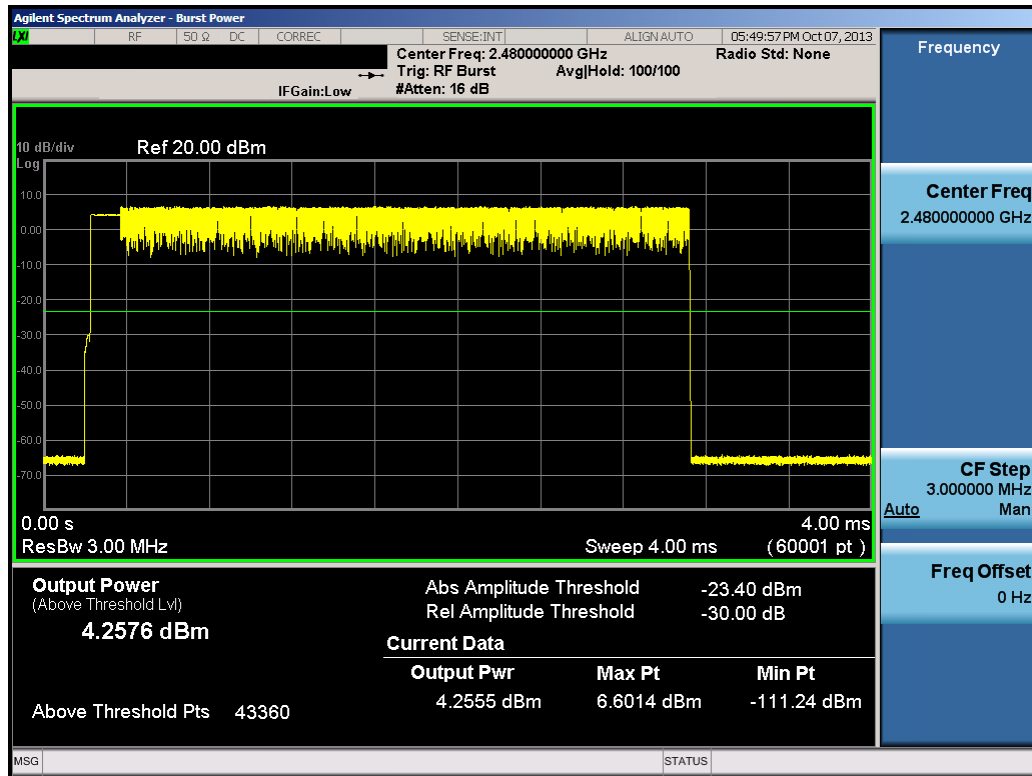 Agilent Spectrum Analyzer - Burst Power
LXI RF 50 Ω DC CORREC SENSE:INT ALIGN AUTO 05:49:57 PM Oct 07, 2013
Center Freq: 2.480000000 GHz Radio Std: None
Trig: RF Burst Avg|Hold: 100/100
IFGain:Low #Atten: 16 dB
10 dB/div Ref 20.00 dBm
Log
10.0
0.00
-10.0
-20.0
-30.0
-40.0
-50.0
-60.0
-70.0
0.00 s 4.00 ms
ResBw 3.00 MHz Sweep 4.00 ms (60001 pt)
Output Power
(Above Threshold Lvl)
4.2576 dBm
Above Threshold Pts 43360
Abs Amplitude Threshold -23.40 dBm
Rel Amplitude Threshold -30.00 dB
Current Data
Output Pwr Max Pt Min Pt
4.2555 dBm 6.6014 dBm -111.24 dBm
MSG STATUS
Frequency
Center Freq
2.480000000 GHz
CF Step
3.000000 MHz
Auto Man
Freq Offset
0 Hz